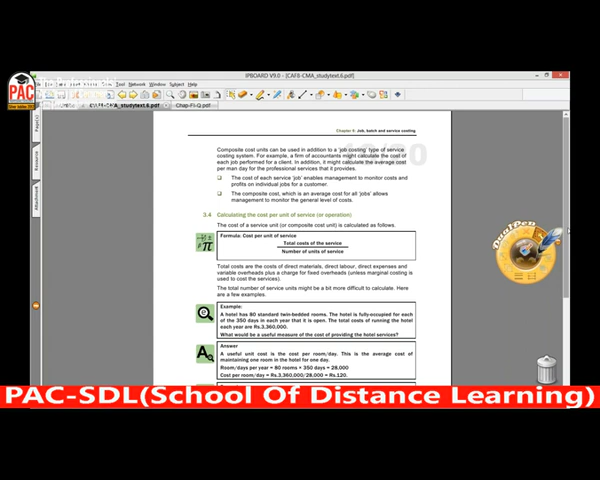 IPBOARD V9.0 - [CAF8-CMA_studytext.6.pdf]
PAC
Tool Network Window Subject Help
CAF8-CMA_studytext.6.pdf Chap-FI-Q.pdf
Page(s)
Resource
Attachment
Chapter 6: Job, batch and service costing
Composite cost units can be used in addition to a 'job costing' type of service
costing system. For example, a firm of accountants might calculate the cost of
each job performed for a client. In addition, it might calculate the average cost
per man day for the professional services that it provides.
The cost of each service 'job' enables management to monitor costs and
profits on individual jobs for a customer.
The composite cost, which is an average cost for all 'jobs' allows
management to monitor the general level of costs.
3.4 Calculating the cost per unit of service (or operation)
The cost of a service unit (or composite cost unit) is calculated as follows.
Formula: Cost per unit of service
Total costs of the service
Number of units of service
Total costs are the costs of direct materials, direct labour, direct expenses and
variable overheads plus a charge for fixed overheads (unless marginal costing is
used to cost the services).
The total number of service units might be a bit more difficult to calculate. Here
are a few examples.
Example:
A hotel has 80 standard twin-bedded rooms. The hotel is fully-occupied for each
of the 350 days in each year that it is open. The total costs of running the hotel
each year are Rs.3,360,000.
What would be a useful measure of the cost of providing the hotel services?
Answer
A useful unit cost is the cost per room/day. This is the average cost of
maintaining one room in the hotel for one day.
Room/days per year = 80 rooms × 350 days = 28,000
Cost per room/day = Rs.3,360,000/28,000 = Rs.120.
DualPen
PAC-SDL(School Of Distance Learning)